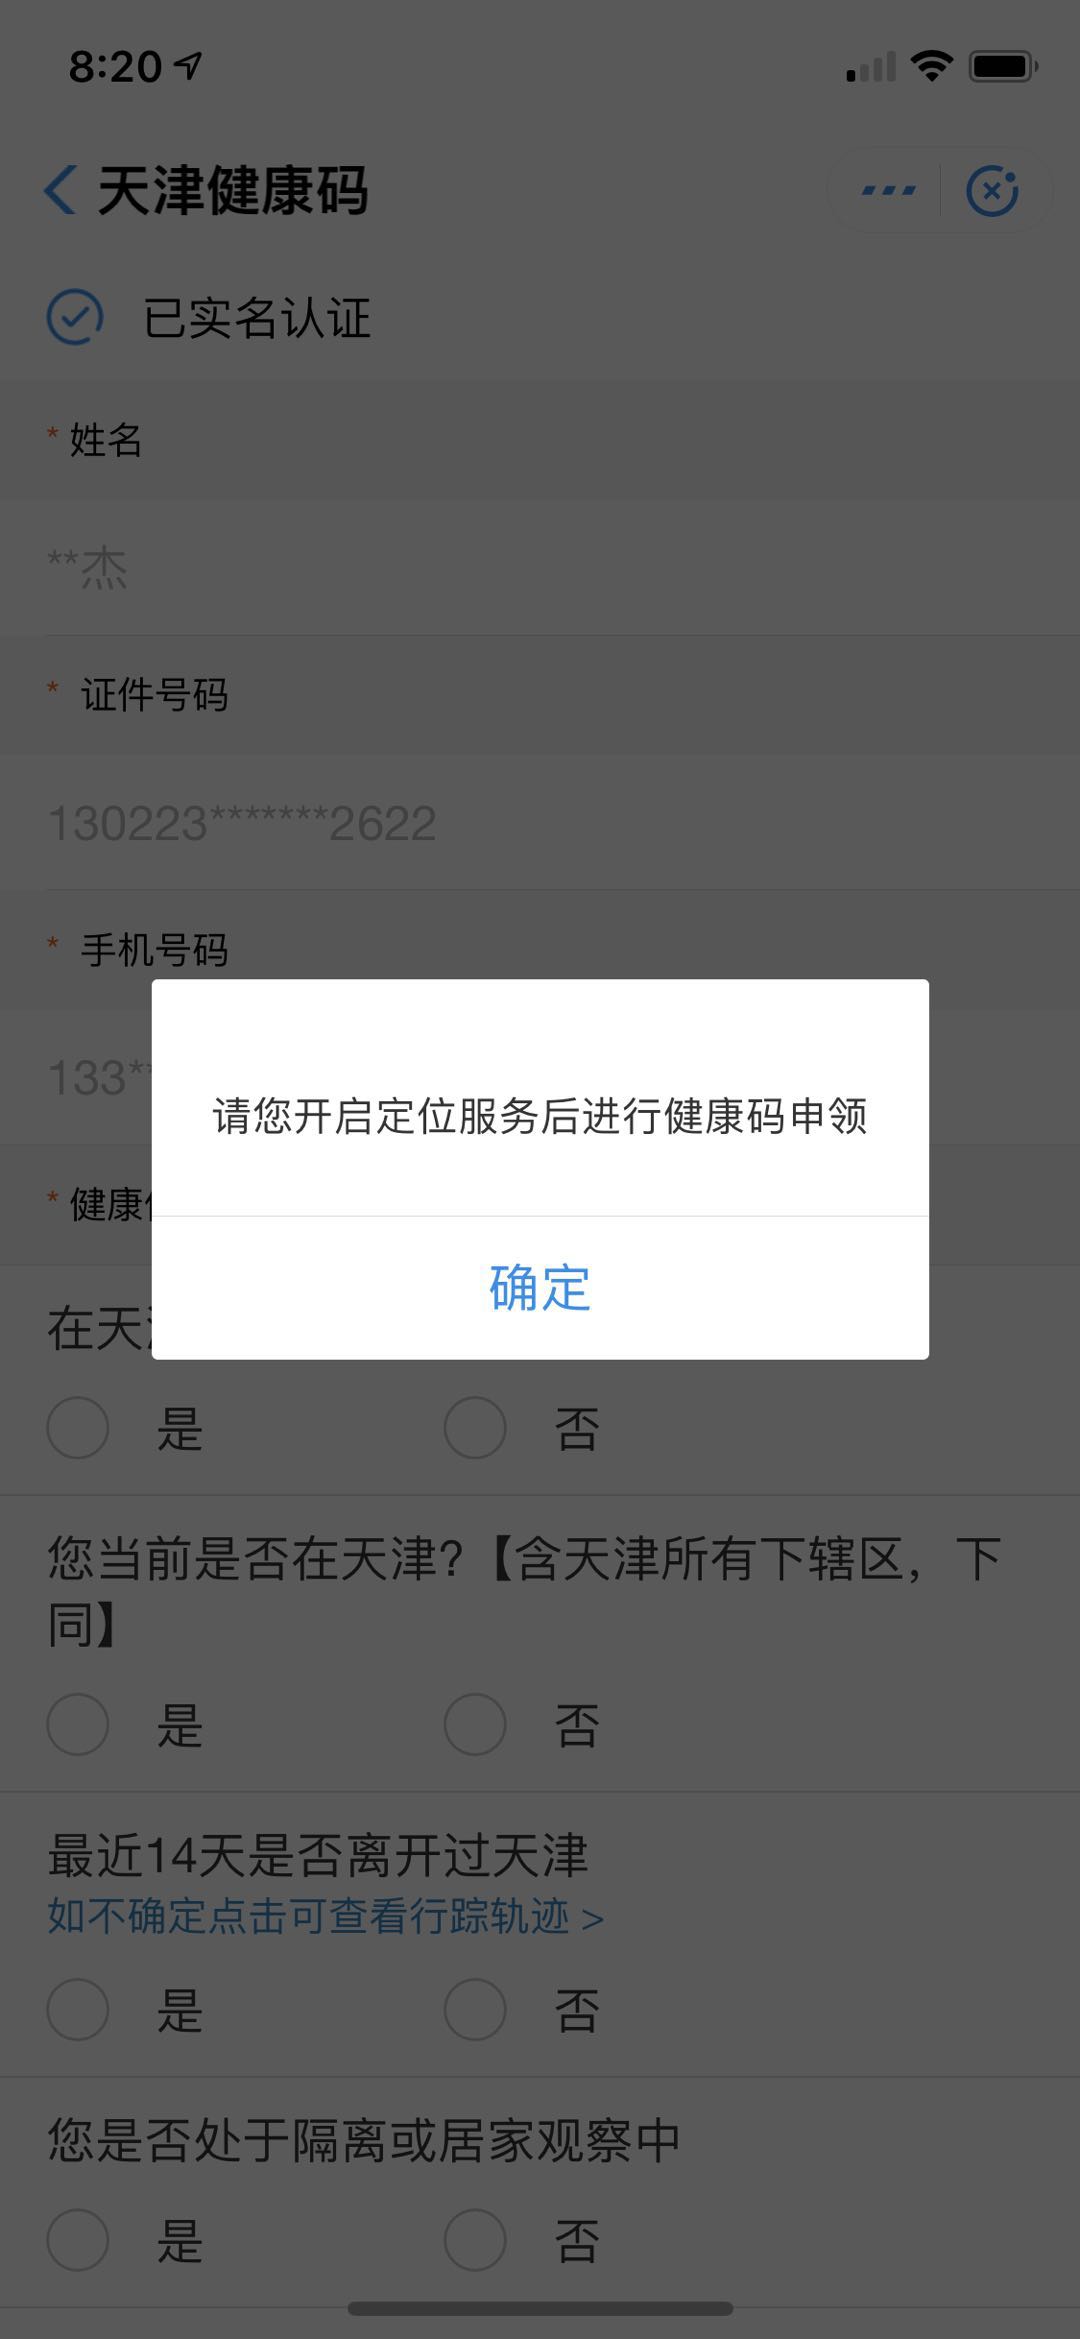 8:20
天津健康码
已实名认证
* 姓名
**杰
* 证件号码
130223*******2622
* 手机号码
133*
请您开启定位服务后进行健康码申领
* 健康
确定
在天
是 否
您当前是否在天津?【含天津所有下辖区，下
同】
是 否
最近14天是否离开过天津
如不确定点击可查看行踪轨迹 >
是 否
您是否处于隔离或居家观察中
是 否